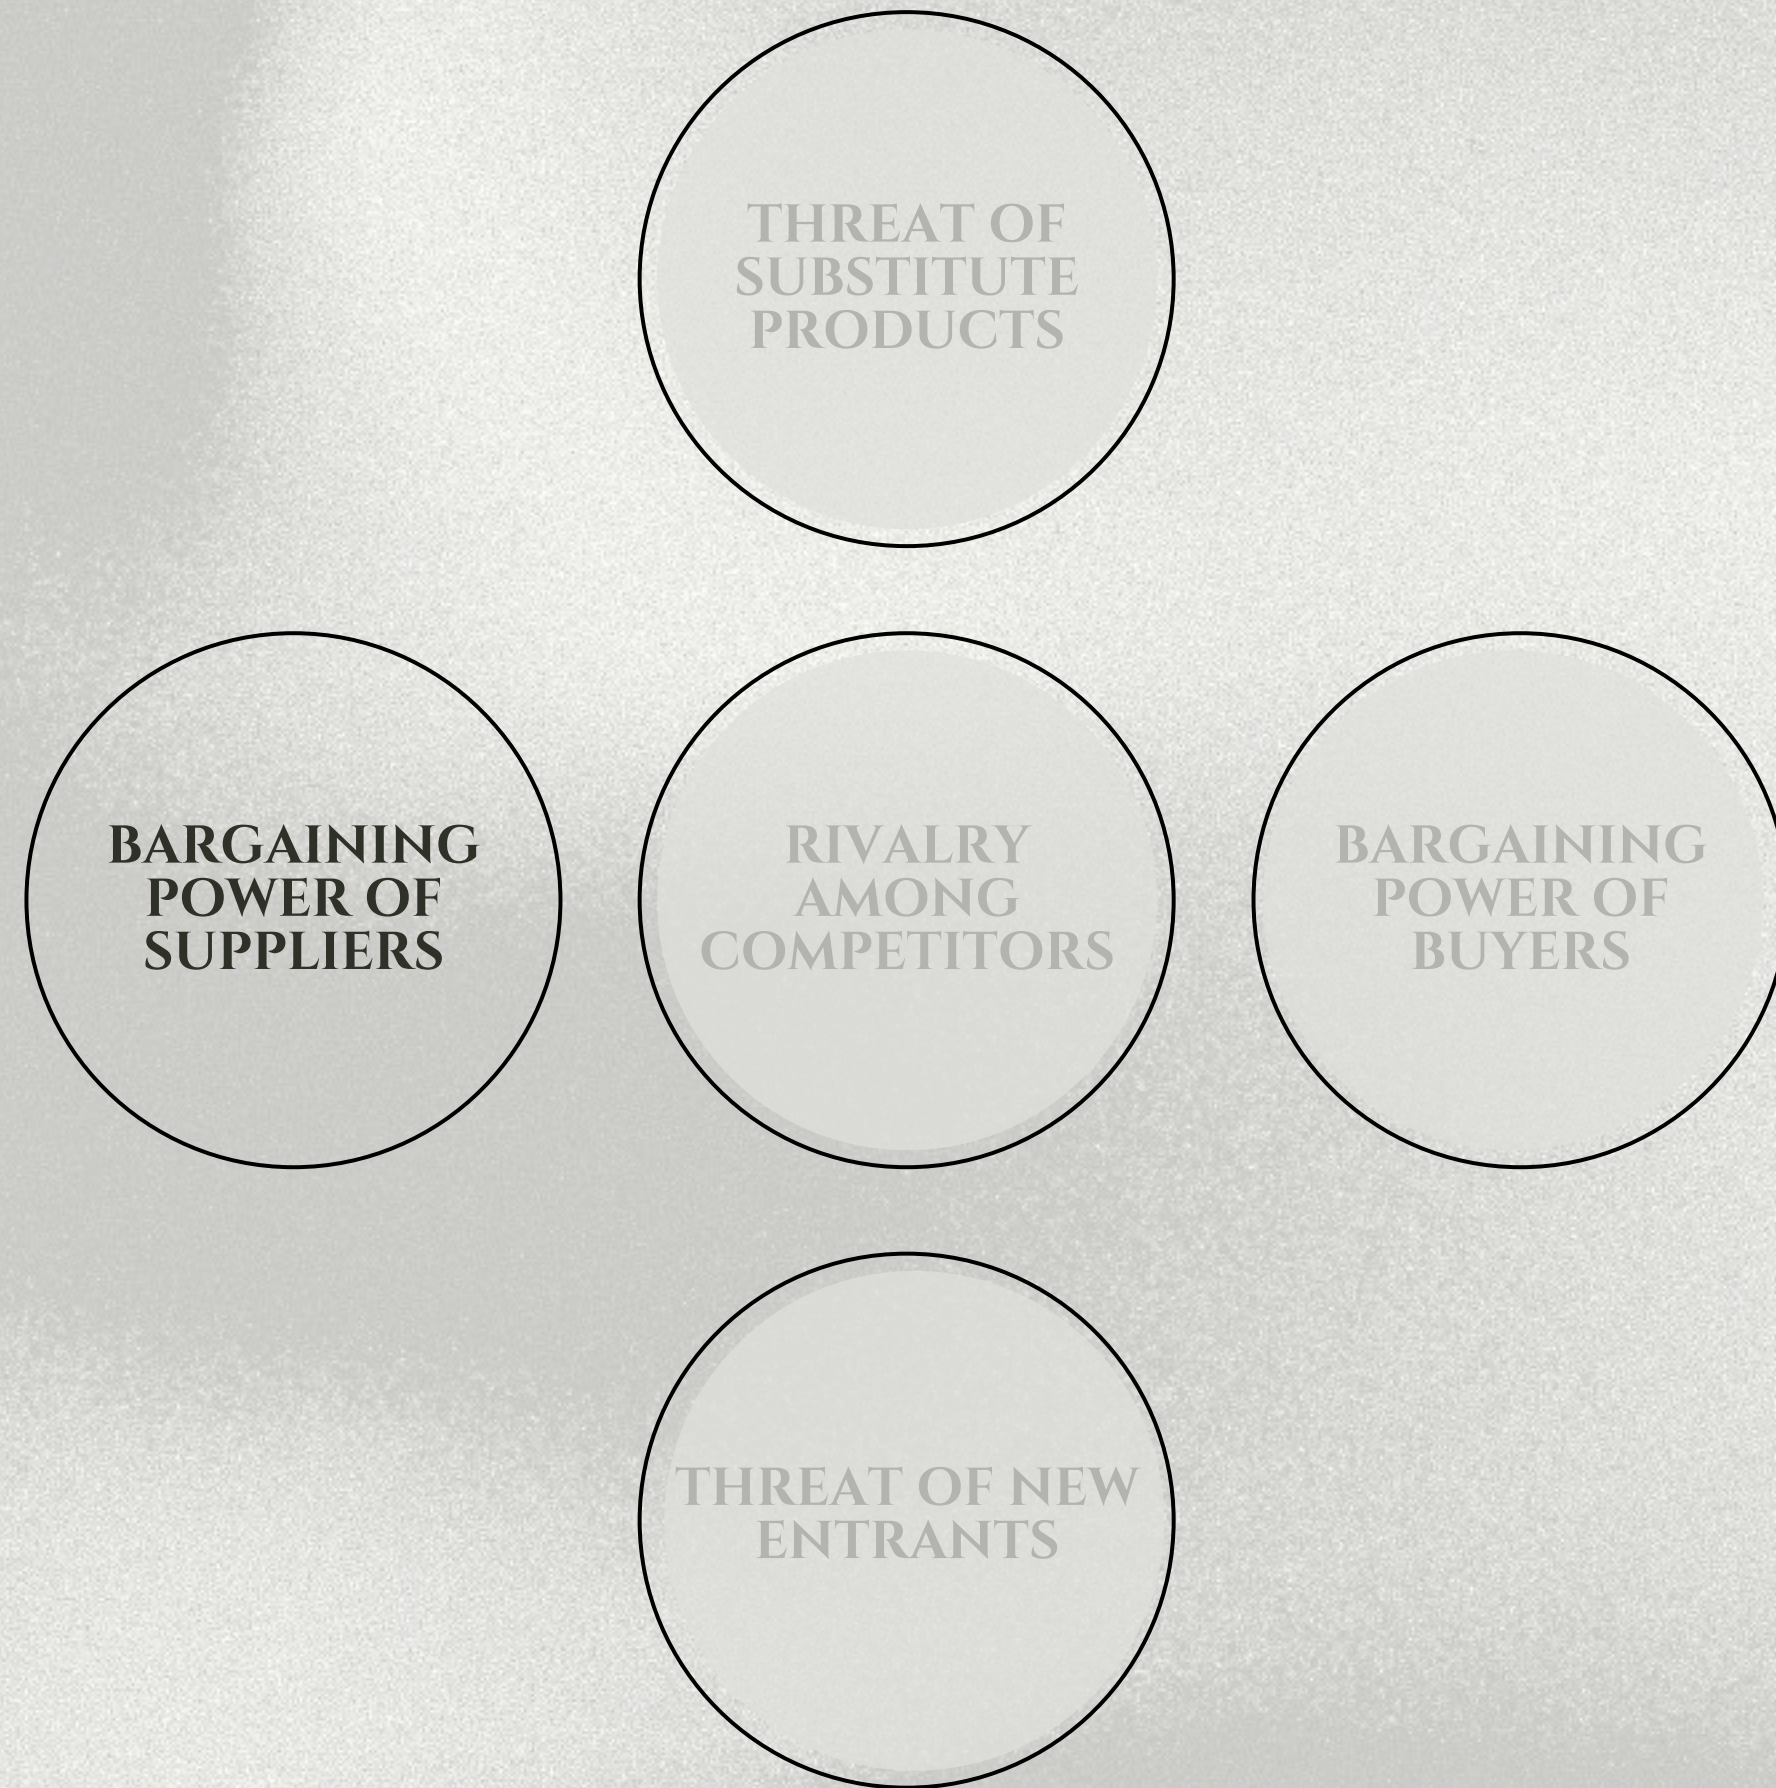 THREAT OF
SUBSTITUTE
PRODUCTS
BARGAINING
POWER OF
SUPPLIERS
RIVALRY
AMONG
COMPETITORS
BARGAINING
POWER OF
BUYERS
THREAT OF NEW
ENTRANTS